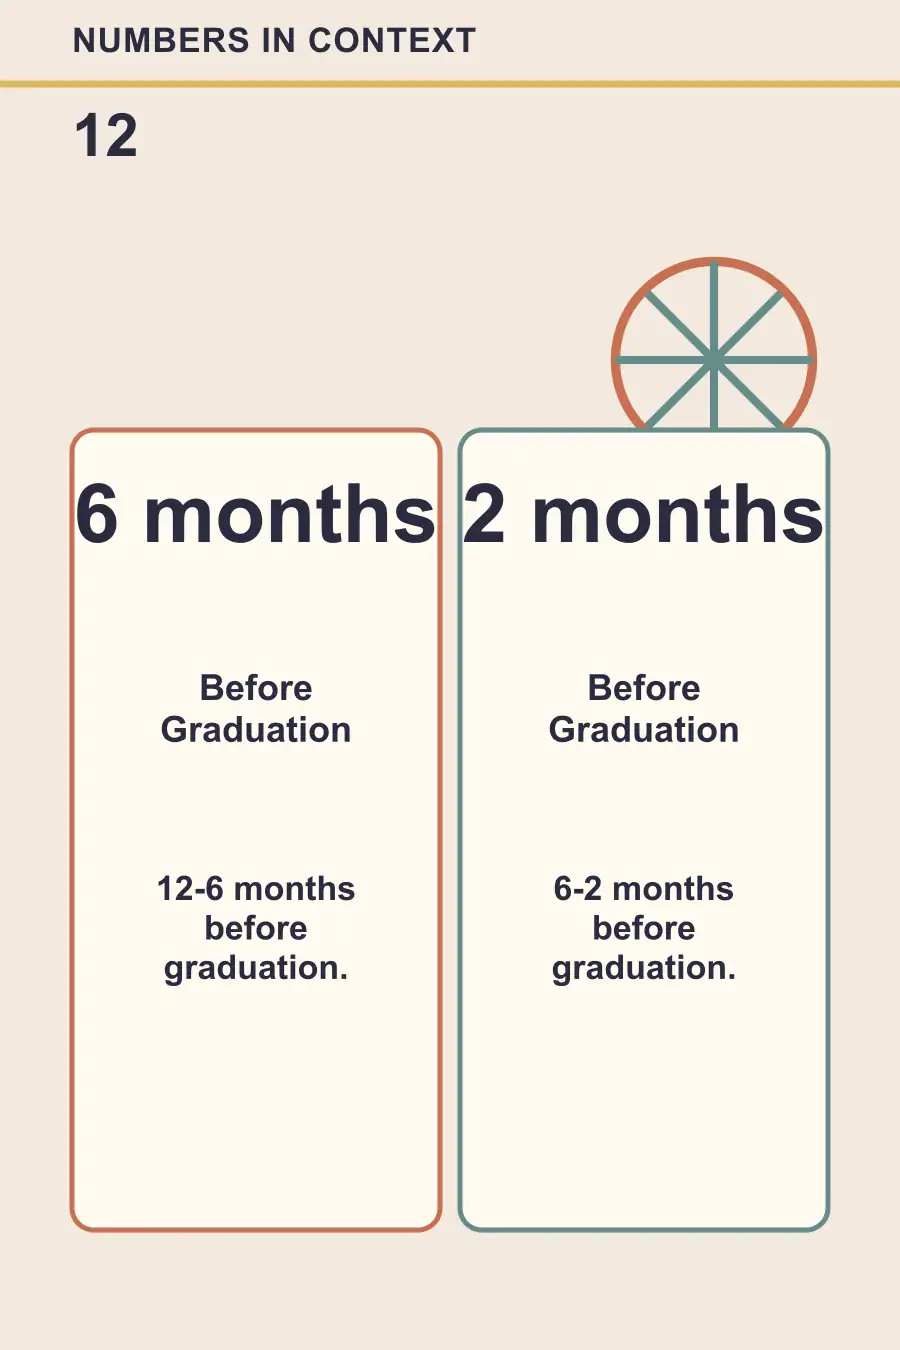 NUMBERS IN CONTEXT
12
6 months
Before
Graduation
12-6 months
before
graduation.
2 months
Before
Graduation
6-2 months
before
graduation.